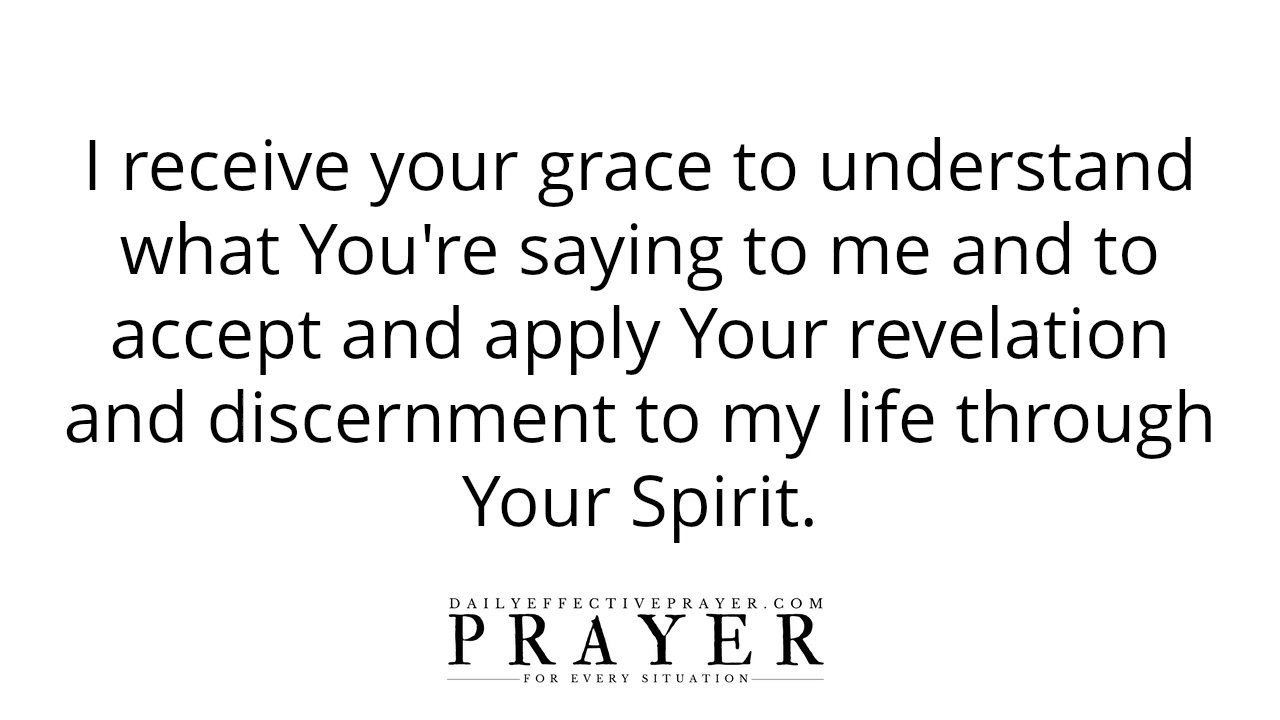 I receive your grace to understand
what You're saying to me and to
accept and apply Your revelation
and discernment to my life through
Your Spirit.
DAILYEFFECTIVEPRAYER.COM
PRAYER
FOR EVERY SITUATION